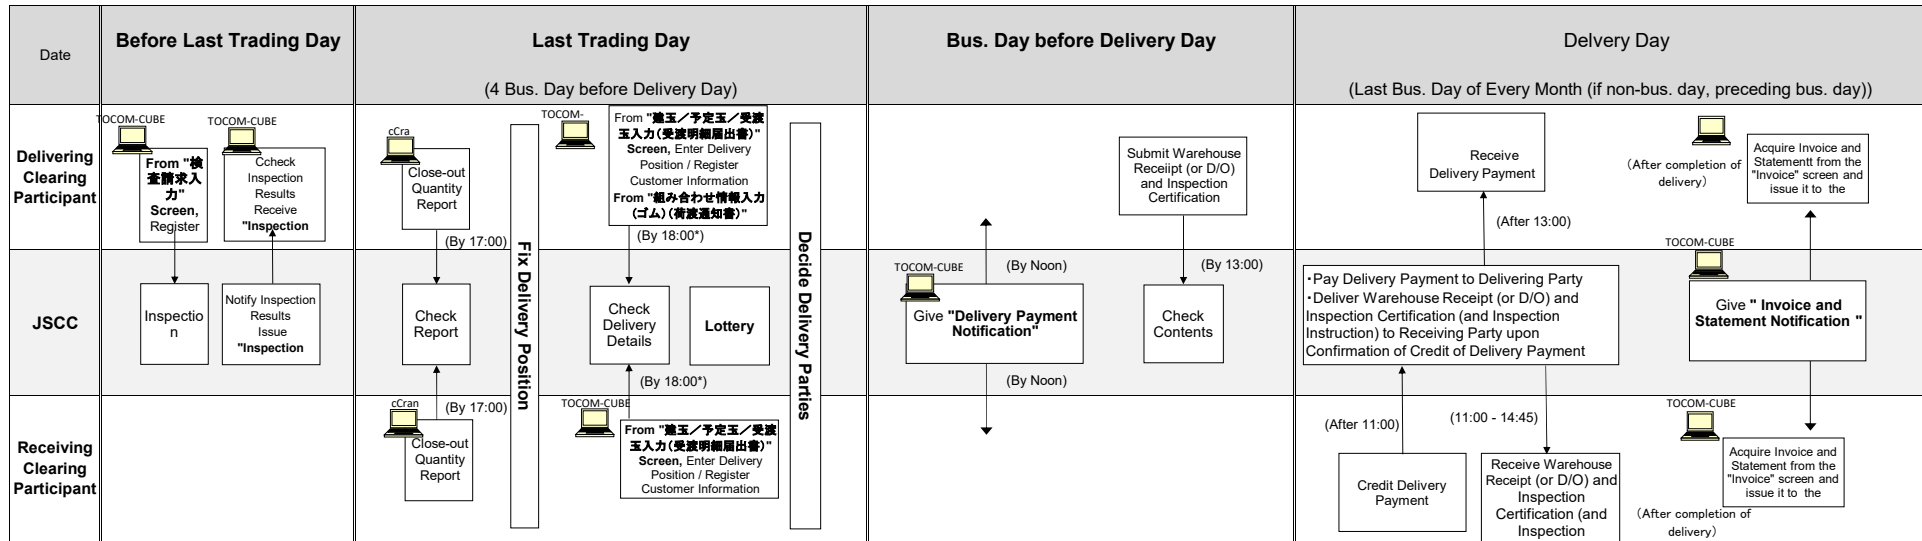 Date
Before Last Trading Day
Last Trading Day
(4 Bus. Day before Delivery Day)
Bus. Day before Delivery Day
Delvery Day
(Last Bus. Day of Every Month (if non-bus. day, preceding bus. day))
Delivering
Clearing
Participant
TOCOM-CUBE
From "検
査請求入
力"
Screen,
Register
TOCOM-CUBE
Ccheck
Inspection
Results
Receive
"Inspection
cCra
Close-out
Quantity
Report
(By 17:00)
TOCOM-
From "建玉／予定玉／受渡
玉入力(受渡明細届出書)"
Screen, Enter Delivery
Position / Register
Customer Information
From "組み合わせ情報入力
(ゴム)(荷渡通知書)"
(By 18:00*)
Submit Warehouse
Receiipt (or D/O)
and Inspection
Certification
Receive
Delivery Payment
(After 13:00)
（After completion of
delivery）
Acquire Invoice and
Statementt from the
"Invoice" screen and
issue it to the
JSCC
Inspectio
n
Notify Inspection
Results
Issue
"Inspection
Check
Report
Fix Delivery Position
Check
Delivery
Details
Lottery
Decide Delivery Parties
(By Noon)
TOCOM-CUBE
Give "Delivery Payment
Notification"
(By Noon)
(By 13:00)
Check
Contents
・Pay Delivery Payment to Delivering Party
・Deliver Warehouse Receipt (or D/O) and
Inspection Certification (and Inspection
Instruction) to Receiving Party upon
Confirmation of Credit of Delivery Payment
TOCOM-CUBE
Give " Invoice and
Statement Notification "
Receiving
Clearing
Participant
cCran
(By 17:00)
Close-out
Quantity
Report
(By 18:00*)
TOCOM-CUBE
From "建玉／予定玉／受渡
玉入力(受渡明細届出書)"
Screen, Enter Delivery
Position / Register
Customer Information
(After 11:00)
Credit Delivery
Payment
(11:00 - 14:45)
Receive Warehouse
Receipt (or D/O) and
Inspection
Certification (and
Inspection
TOCOM-CUBE
（After completion of
delivery）
Acquire Invoice and
Statement from the
"Invoice" screen and
issue it to  the